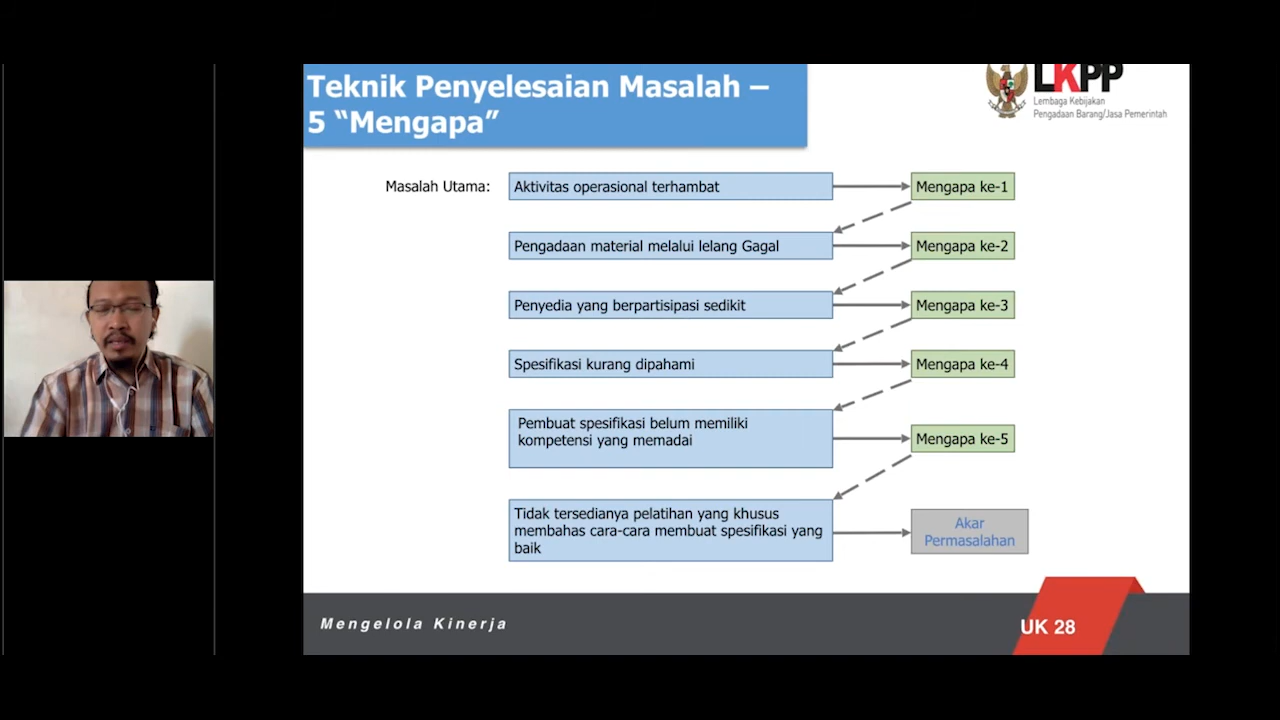 Teknik Penyelesaian Masalah –
5 “Mengapa”
LKPP
Lembaga Kebijakan
Pengadaan Barang/Jasa Pemerintah
Masalah Utama:
Aktivitas operasional terhambat
Mengapa ke-1
Pengadaan material melalui lelang Gagal
Mengapa ke-2
Penyedia yang berpartisipasi sedikit
Mengapa ke-3
Spesifikasi kurang dipahami
Mengapa ke-4
Pembuat spesifikasi belum memiliki
kompetensi yang memadai
Mengapa ke-5
Tidak tersedianya pelatihan yang khusus
membahas cara-cara membuat spesifikasi yang
baik
Akar
Permasalahan
Mengelola Kinerja
UK 28